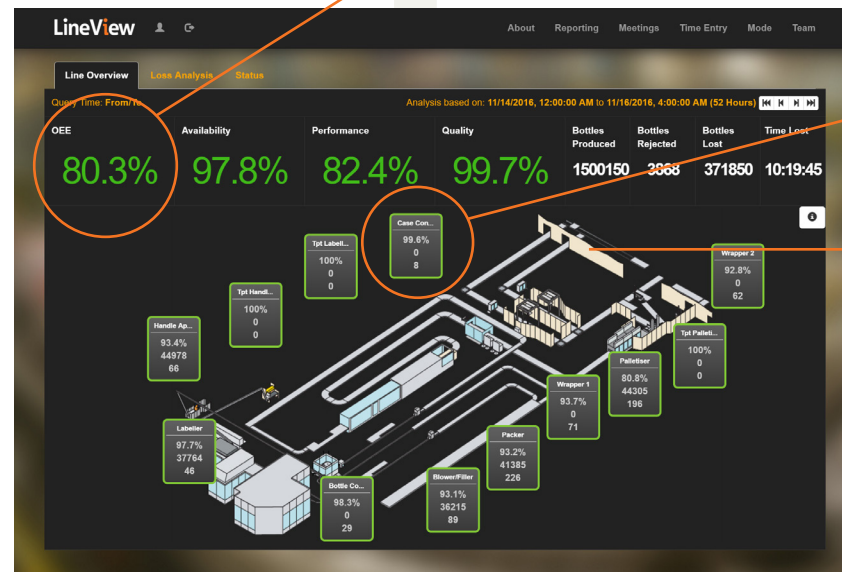 LineView
About Reporting Meetings Time Entry Mode Team
Line Overview Loss Analysis Status
Query Time: From/To Analysis based on: 11/14/2016, 12:00:00 AM to 11/16/2016, 4:00:00 AM (52 Hours)
OEE Availability Performance Quality Bottles Produced Bottles Rejected Bottles Lost Time Lost
80.3% 97.8% 82.4% 99.7% 1500150 3868 371850 10:19:45
Case Con...
99.6%
0
8
Tpt Labell...
100%
0
0
Wrapper 2
92.8%
0
62
Tpt Handl...
100%
0
0
Handle Ap...
93.4%
44978
66
Tpt Palleti...
100%
0
0
Palletiser
80.8%
44305
196
Wrapper 1
93.7%
0
71
Labeller
97.7%
37764
46
Packer
93.2%
41385
226
Blower/Filler
93.1%
36215
89
Bottle Co...
98.3%
0
29